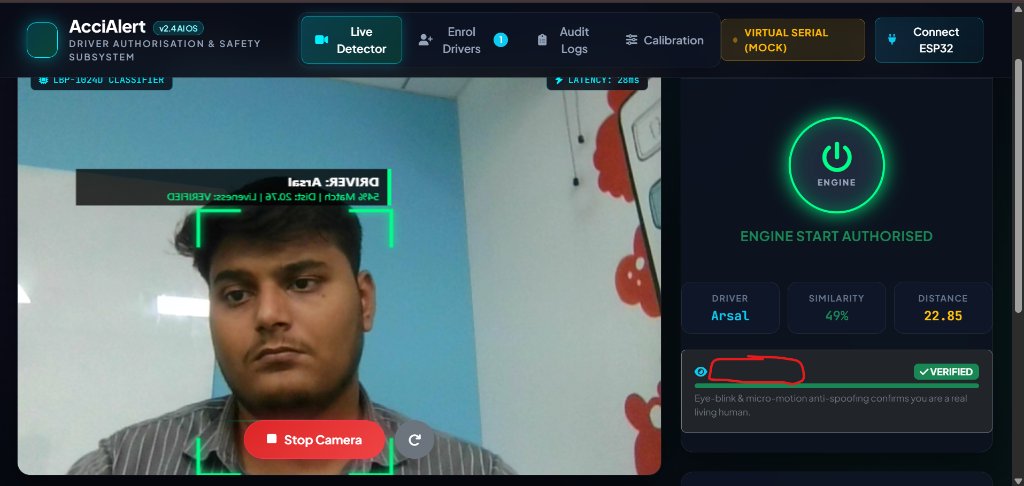 AcciAlert v2.4 AI OS
DRIVER AUTHORISATION & SAFETY
SUBSYSTEM
Live
Detector
Enrol
Drivers
1
Audit
Logs
Calibration
VIRTUAL SERIAL
(MOCK)
Connect
ESP32
LBP-1024D CLASSIFIER
LATENCY: 28ms
DRIVER: Arsal
54% Match | Dist: 20.76 | Liveness: VERIFIED
Stop Camera
ENGINE
ENGINE START AUTHORISED
DRIVER
Arsal
SIMILARITY
49%
DISTANCE
22.85
VERIFIED
Eye-blink & micro-motion anti-spoofing confirms you are a real
living human.